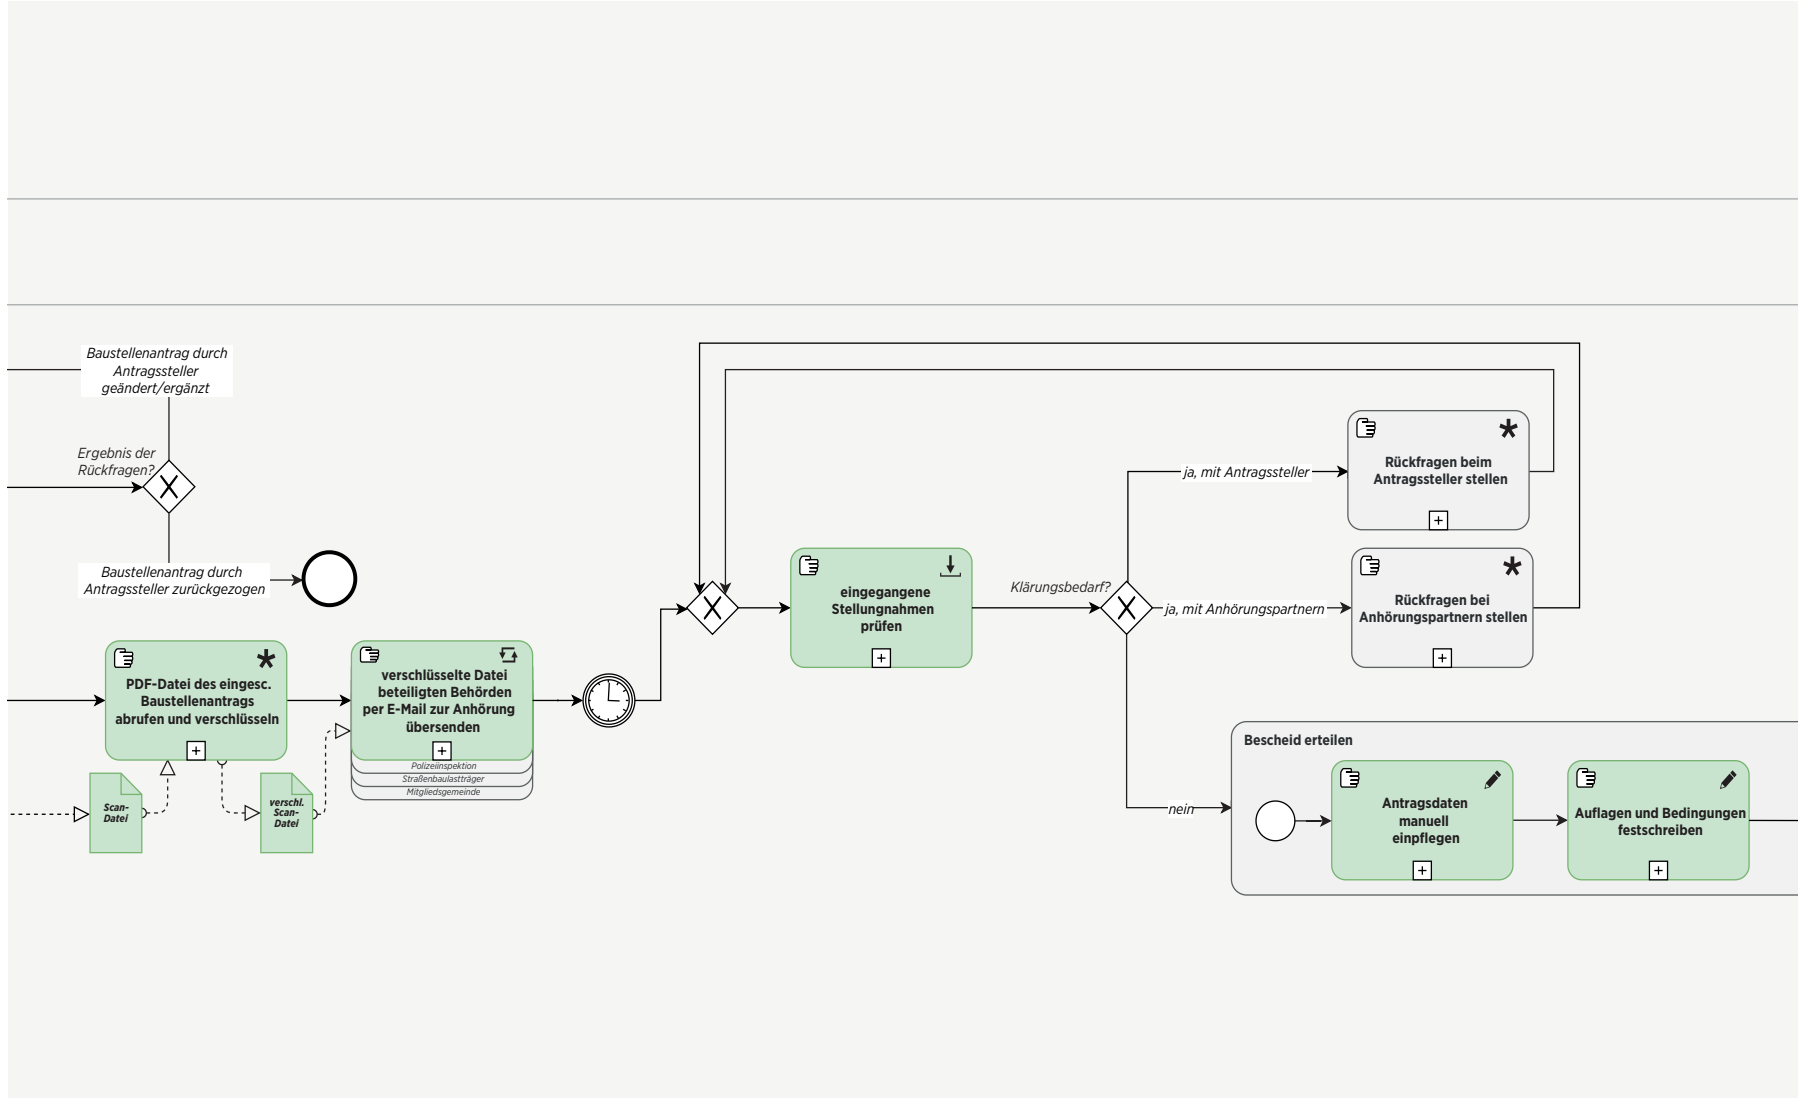 Baustellenantrag durch
Antragssteller
geändert/ergänzt
Ergebnis der
Rückfragen?
Baustellenantrag durch
Antragssteller zurückgezogen
PDF-Datei des eingesc.
Baustellenantrags
abrufen und verschlüsseln
Scan-
Datei
verschl.
Scan-
Datei
verschlüsselte Datei
beteiligten Behörden
per E-Mail zur Anhörung
übersenden
Polizeiinspektion
Straßenbaulastträger
Mitgliedsgemeinde
eingegangene
Stellungnahmen
prüfen
Klärungsbedarf?
ja, mit Antragssteller
Rückfragen beim
Antragssteller stellen
ja, mit Anhörungspartnern
Rückfragen bei
Anhörungspartnern stellen
nein
Bescheid erteilen
Antragsdaten
manuell
einpflegen
Auflagen und Bedingungen
festschreiben